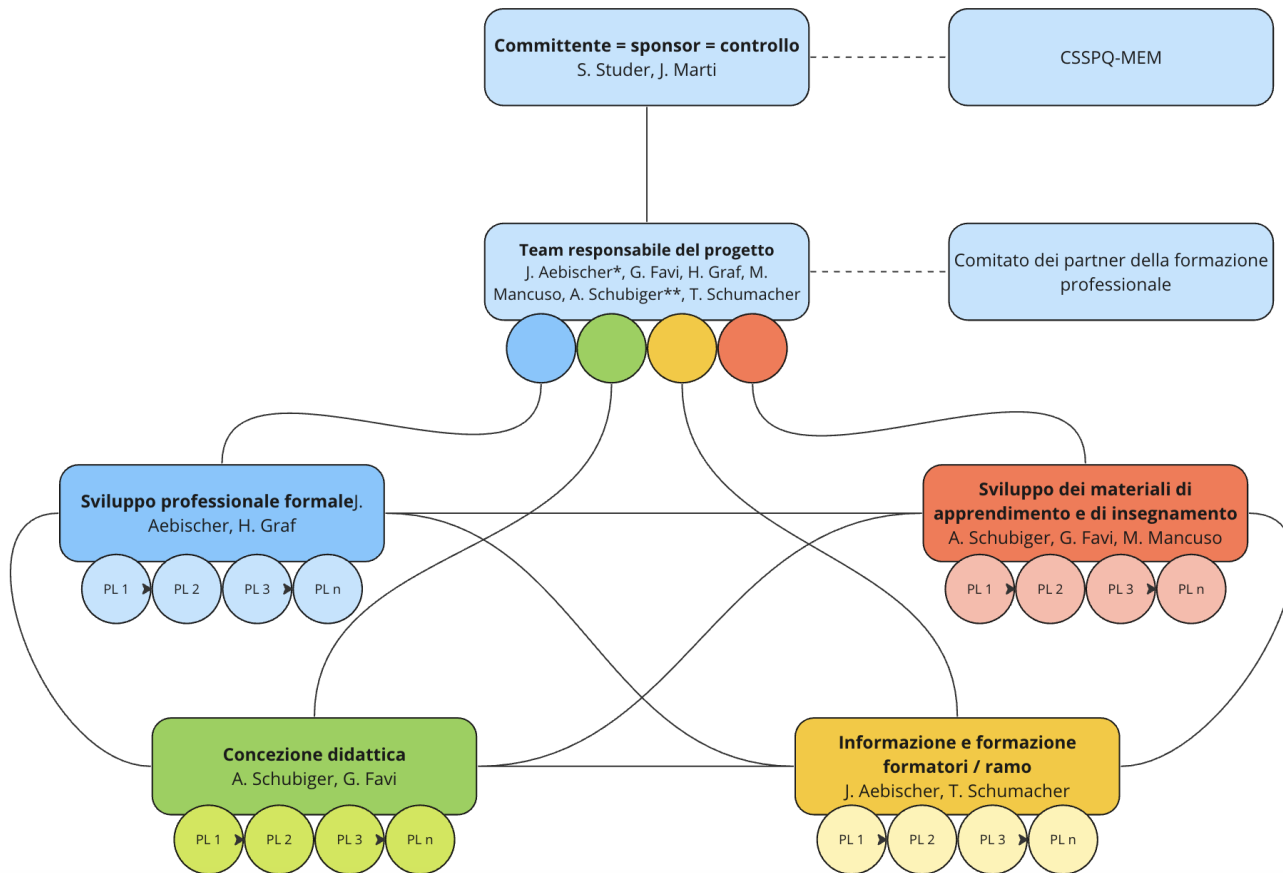 Committente = sponsor = controllo
S. Studer, J. Marti
CSSPQ-MEM
Team responsabile del progetto
J. Aebischer*, G. Favi, H. Graf, M.
Mancuso, A. Schubiger**, T. Schumacher
Comitato dei partner della formazione
professionale
Sviluppo professionale formaleJ.
Aebischer, H. Graf
PL 1
PL 2
PL 3
PL n
Sviluppo dei materiali di
apprendimento e di insegnamento
A. Schubiger, G. Favi, M. Mancuso
PL 1
PL 2
PL 3
PL n
Concezione didattica
A. Schubiger, G. Favi
PL 1
PL 2
PL 3
PL n
Informazione e formazione
formatori / ramo
J. Aebischer, T. Schumacher
PL 1
PL 2
PL 3
PL n